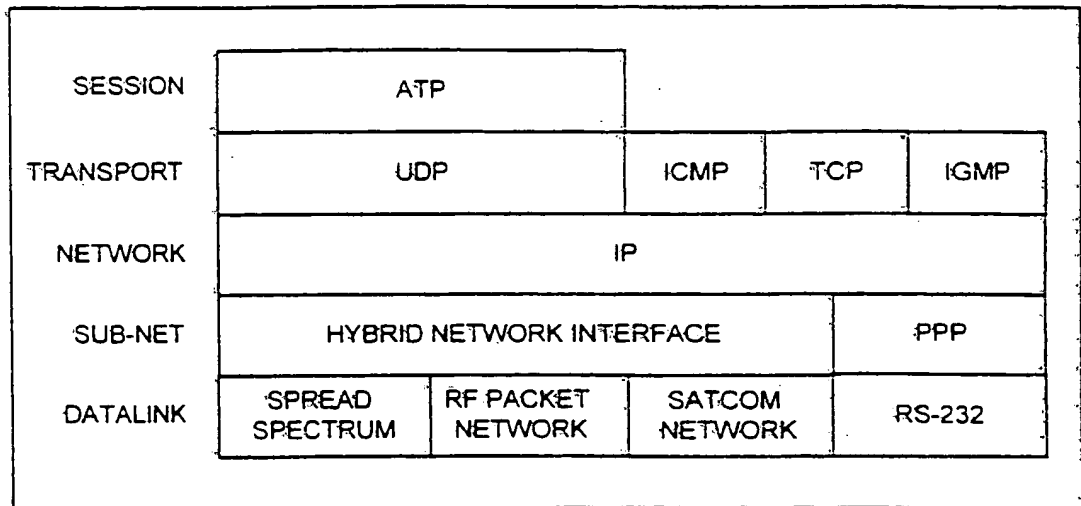 SESSION ATP
TRANSPORT UDP ICMP TCP IGMP
NETWORK IP
SUB-NET HYBRID NETWORK INTERFACE PPP
DATALINK SPREAD SPECTRUM RF PACKET NETWORK SATCOM NETWORK RS-232